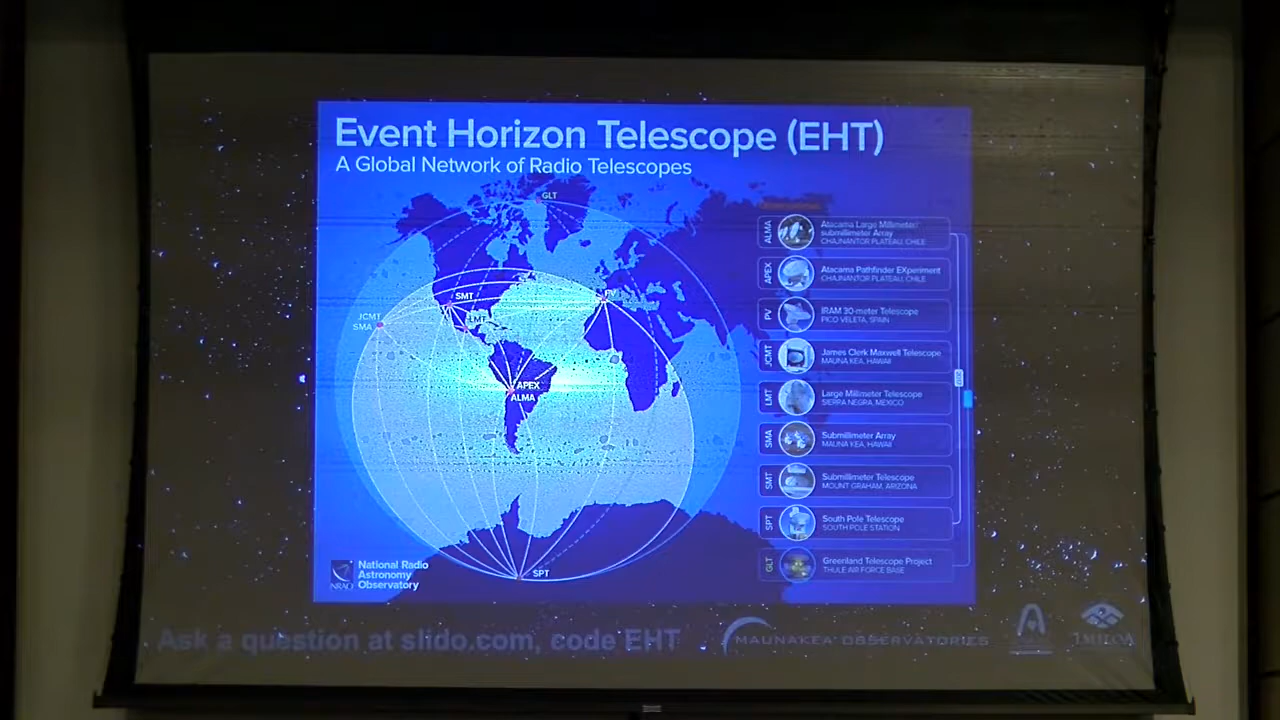 Event Horizon Telescope (EHT)
A Global Network of Radio Telescopes
GLT
SMT
PV
JCMT
SMA
LMT
APEX
ALMA
SPT
ALMA
Atacama Large Millimeter/
submillimeter Array
CHAJNANTOR PLATEAU, CHILE
APEX
Atacama Pathfinder EXperiment
CHAJNANTOR PLATEAU, CHILE
PV
IRAM 30-meter Telescope
PICO VELETA, SPAIN
JCMT
James Clerk Maxwell Telescope
MAUNA KEA, HAWAII
LMT
Large Millimeter Telescope
SIERRA NEGRA, MEXICO
SMA
Submillimeter Array
MAUNA KEA, HAWAII
SMT
Submillimeter Telescope
MOUNT GRAHAM, ARIZONA
SPT
South Pole Telescope
SOUTH POLE STATION
GLT
Greenland Telescope Project
THULE AIR FORCE BASE
NRAO
National Radio
Astronomy
Observatory
Ask a question at slido.com, code EHT
MAUNAKEA OBSERVATORIES
'IMILOA